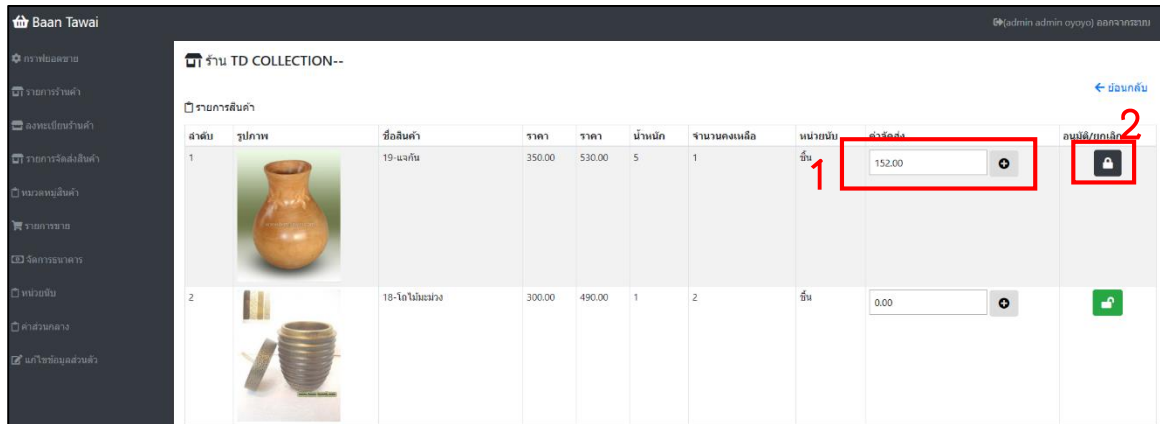 Baan Tawai
(admin admin oyoyo) ออกจากระบบ
กราฟยอดขาย
รายการร้านค้า
ลงทะเบียนร้านค้า
รายการจัดส่งสินค้า
หมวดหมู่สินค้า
รายการขาย
จัดการธนาคาร
หน่วยนับ
ค่าส่วนกลาง
แก้ไขข้อมูลส่วนตัว
ร้าน TD COLLECTION--
ย้อนกลับ
รายการสินค้า
ลำดับ รูปภาพ ชื่อสินค้า ราคา ราคา น้ำหนัก จำนวนคงเหลือ หน่วยนับ ค่าจัดส่ง อนุมัติ/ยกเลิก
1 19-แจกัน 350.00 530.00 5 1 ชิ้น 152.00
1
2
2 18-โถไม้มะม่วง 300.00 490.00 1 2 ชิ้น 0.00